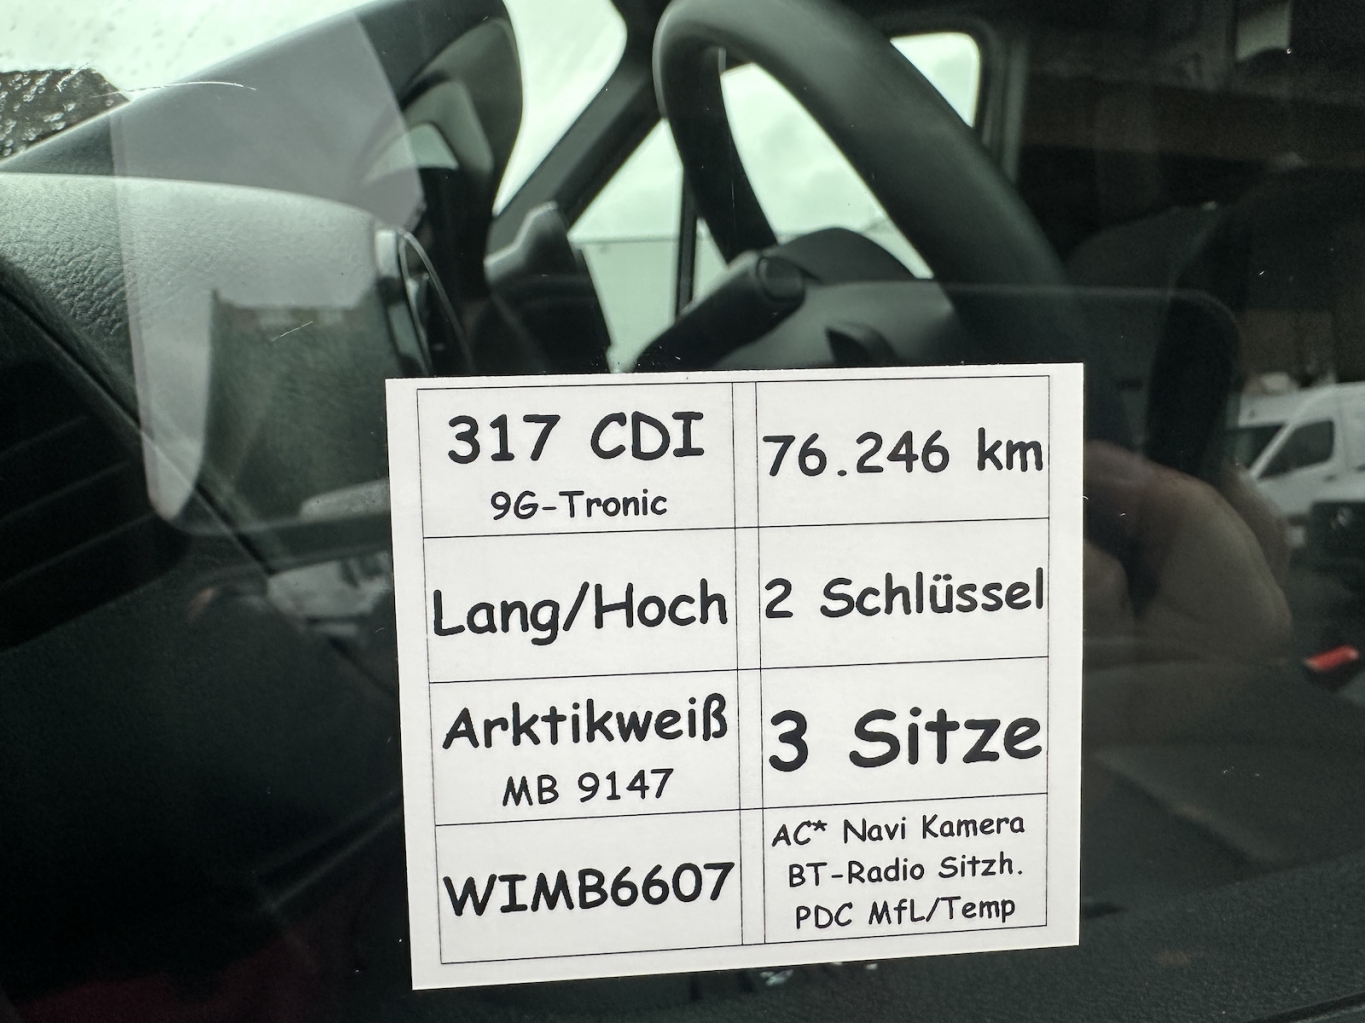 317 CDI
9G-Tronic
76.246 km
Lang/Hoch
2 Schlüssel
Arktikweiß
MB 9147
3 Sitze
WIMB6607
AC* Navi Kamera
BT-Radio Sitzh.
PDC MfL/Temp